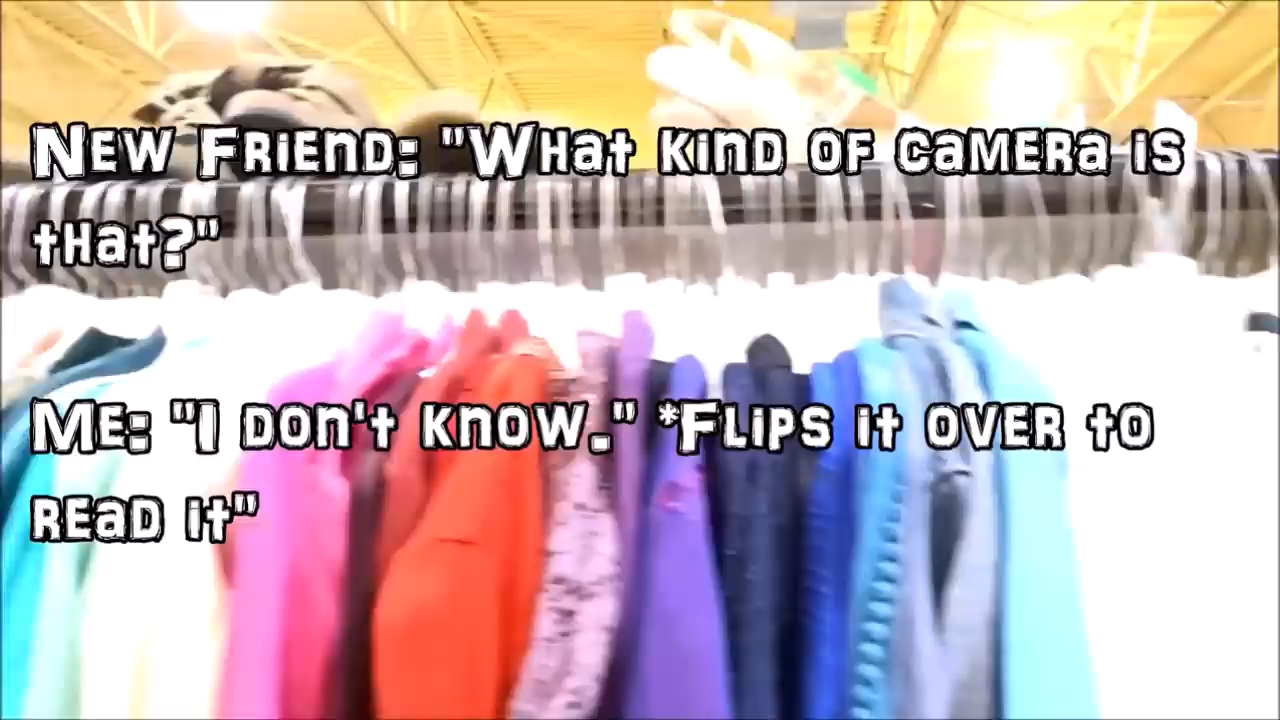 New Friend: "What kind of camera is
that?"
Me: "I don't know." *Flips it over to
read it"